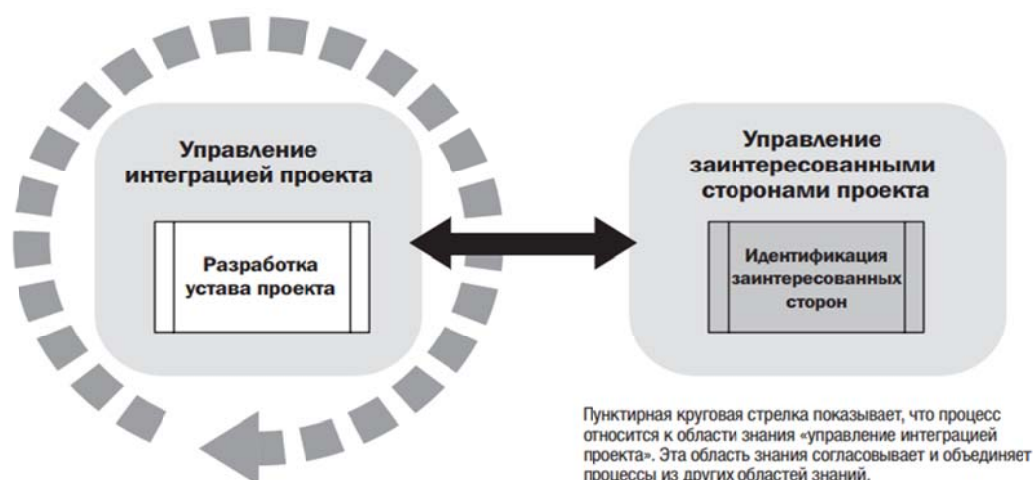 Управление
интеграцией проекта
Разработка
устава проекта
Управление
заинтересованными
сторонами проекта
Идентификация
заинтересованных
сторон
Пунктирная круговая стрелка показывает, что процесс
относится к области знания «управление интеграцией
проекта». Эта область знания согласовывает и объединяет
процессы из других областей знаний.